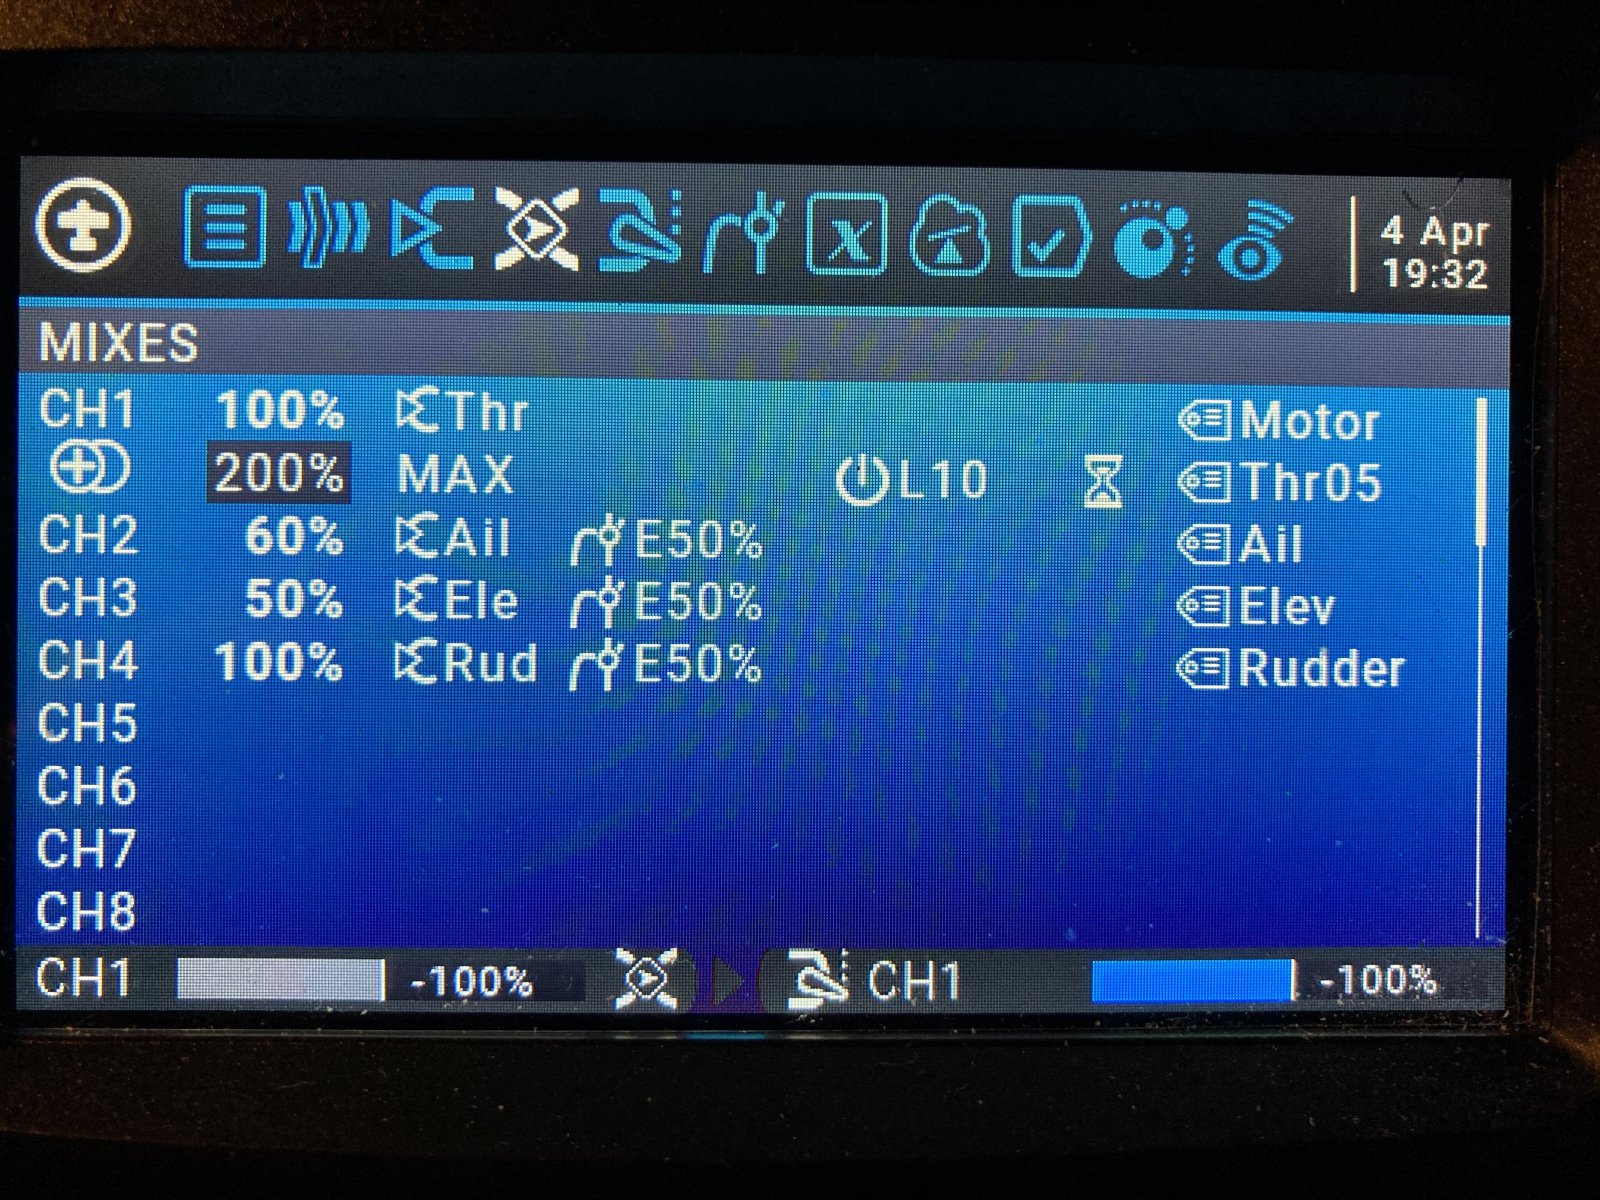 4 Apr
19:32
MIXES
CH1 100% Thr Motor
200% MAX L10 Thr05
CH2 60% Ail E50% Ail
CH3 50% Ele E50% Elev
CH4 100% Rud E50% Rudder
CH5
CH6
CH7
CH8
CH1 -100% CH1 -100%